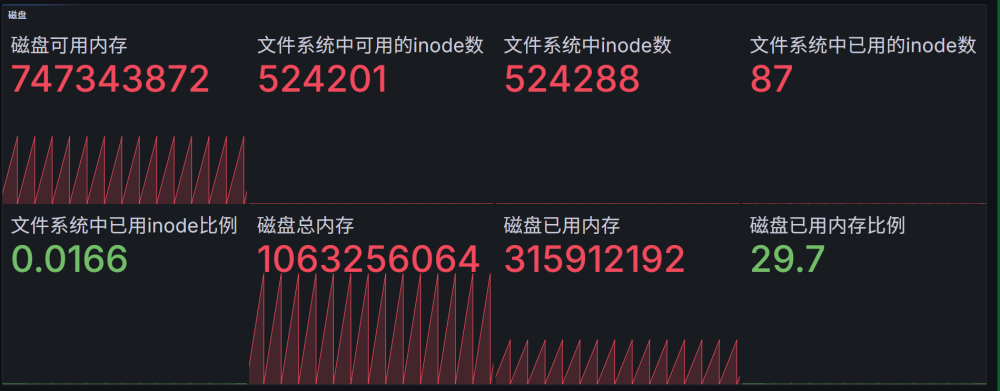 磁盘
磁盘可用内存
747343872
文件系统中可用的inode数
524201
文件系统中inode数
524288
文件系统中已用的inode数
87
文件系统中已用inode比例
0.0166
磁盘总内存
1063256064
磁盘已用内存
315912192
磁盘已用内存比例
29.7